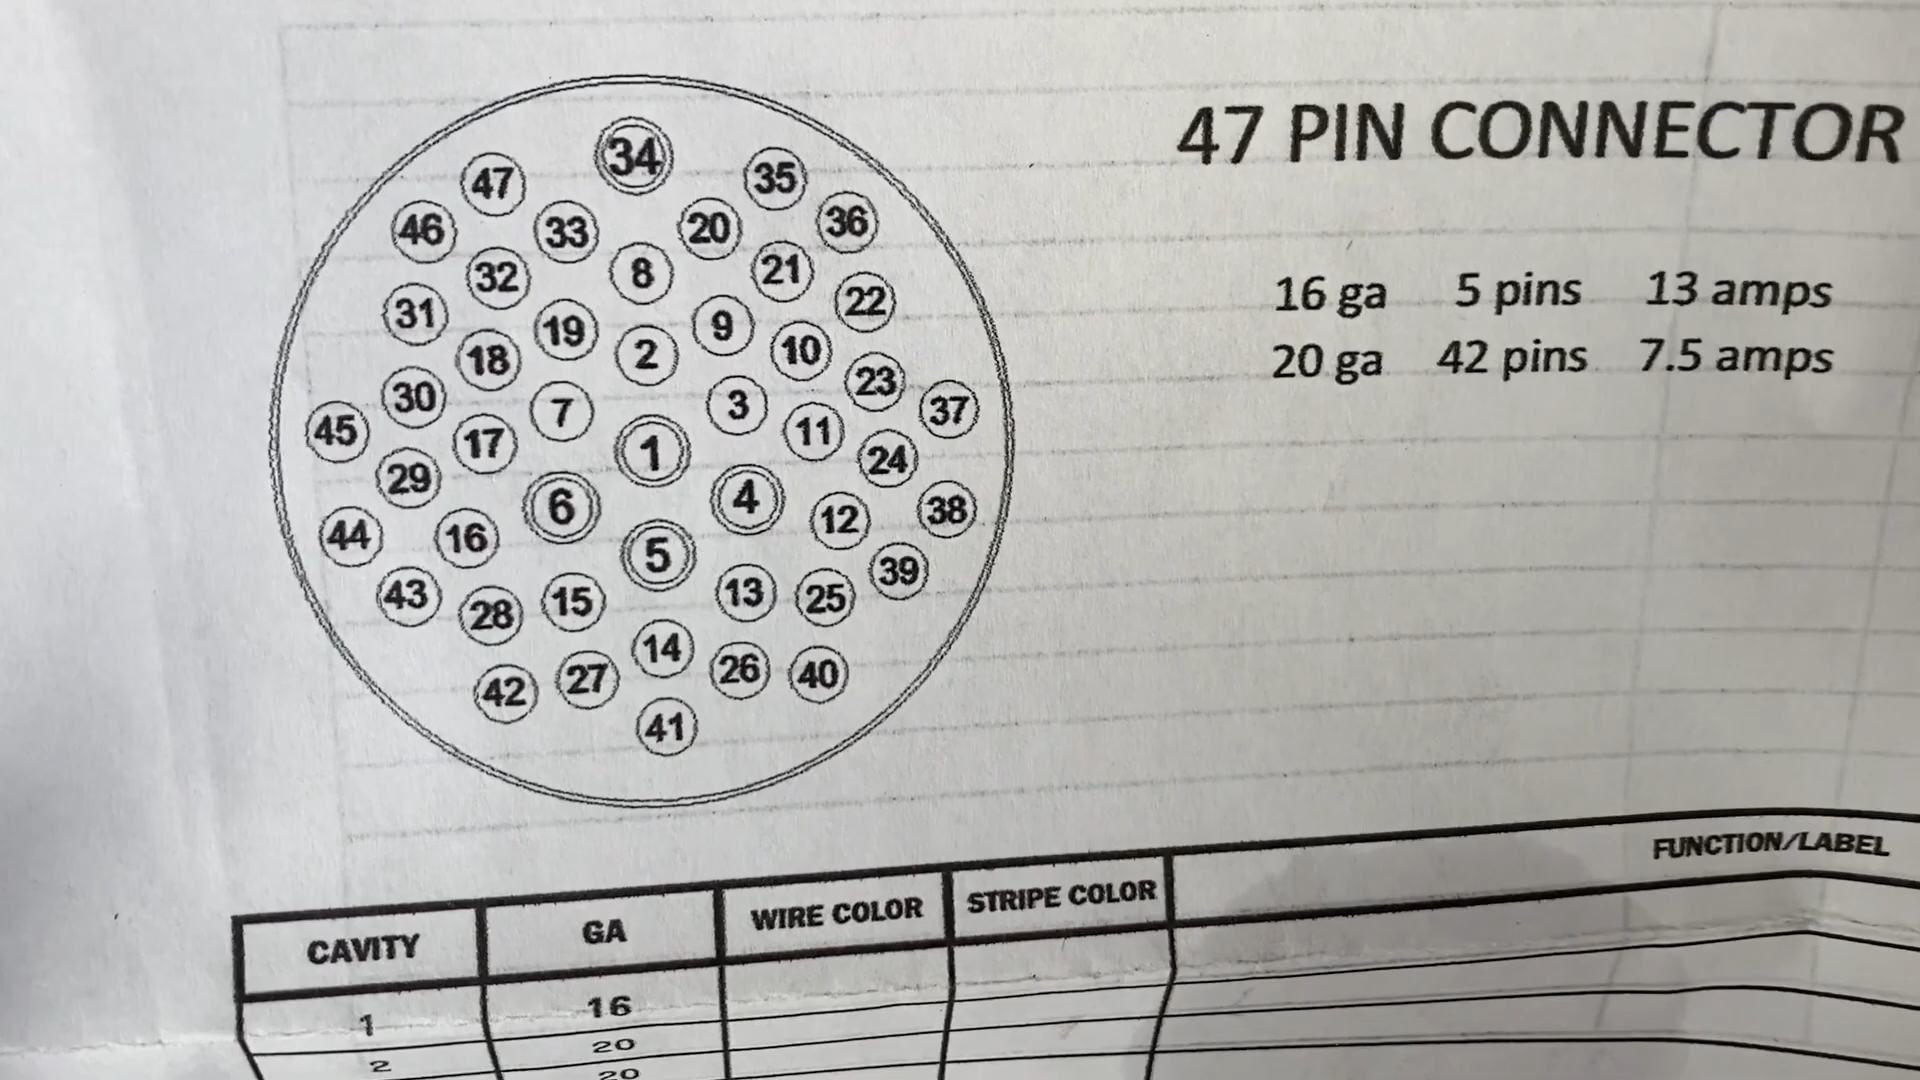 47 PIN CONNECTOR
16 ga 5 pins 13 amps
20 ga 42 pins 7.5 amps
34
47 35
46 33 20 36
32 8 21
31 19 9 22
18 2 10
30 7 3 23 37
45 17 1 11 24
29 6 4 12 38
44 16 5 39
43 28 15 13 25
42 27 14 26 40
41
CAVITY GA WIRE COLOR STRIPE COLOR FUNCTION/LABEL
1 16
2 20
20